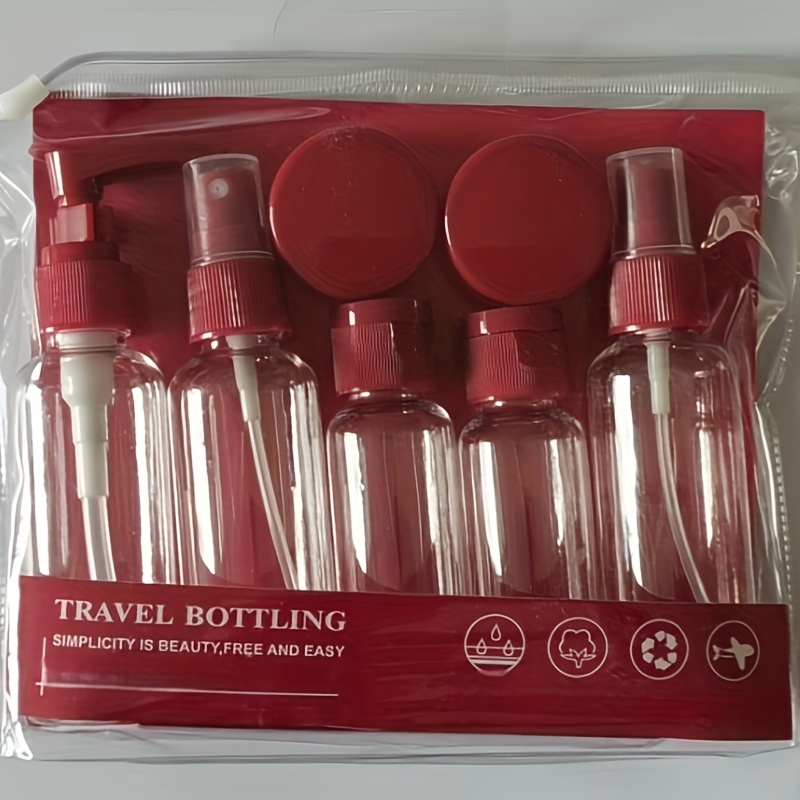 TRAVEL BOTTLING
SIMPLICITY IS BEAUTY,FREE AND EASY